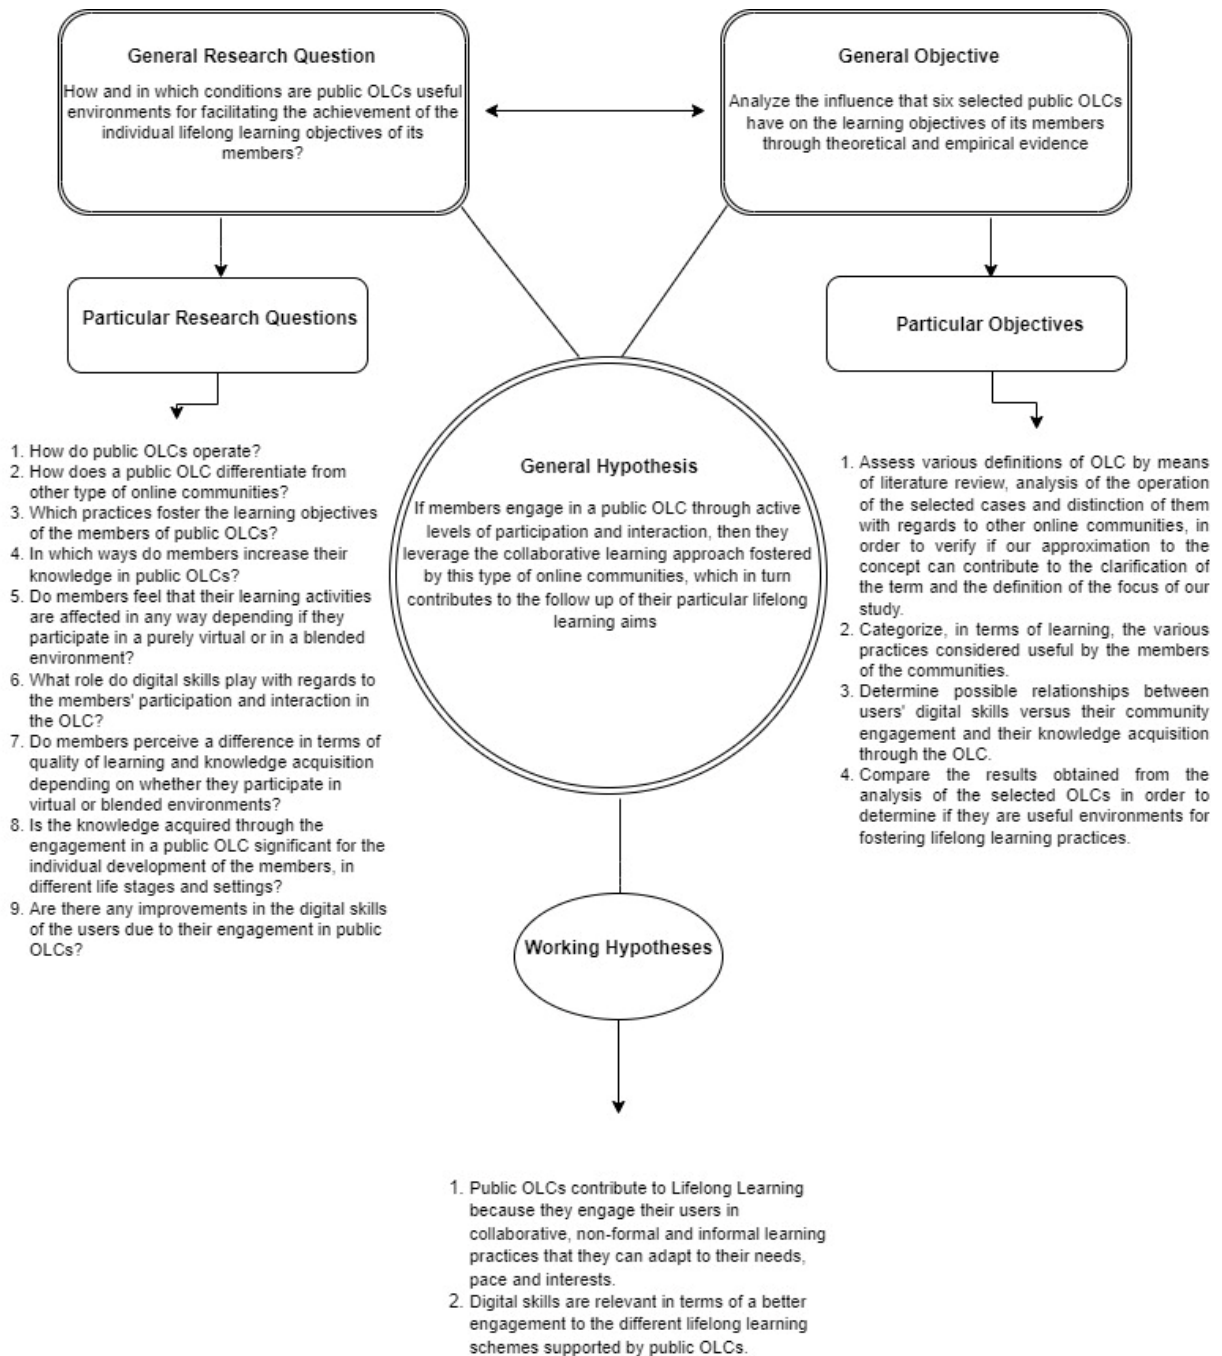 General Research Question
How and in which conditions are public OLCs useful
environments for facilitating the achievement of the
individual lifelong learning objectives of its
members?
General Objective
Analyze the influence that six selected public OLCs
have on the learning objectives of its members
through theoretical and empirical evidence
Particular Research Questions
Particular Objectives
1. How do public OLCs operate?
2. How does a public OLC differentiate from
other type of online communities?
3. Which practices foster the learning objectives
of the members of public OLCs?
4. In which ways do members increase their
knowledge in public OLCs?
5. Do members feel that their learning activities
are affected in any way depending if they
participate in a purely virtual or in a blended
environment?
6. What role do digital skills play with regards to
the members' participation and interaction in
the OLC?
7. Do members perceive a difference in terms of
quality of learning and knowledge acquisition
depending on whether they participate in
virtual or blended environments?
8. Is the knowledge acquired through the
engagement in a public OLC significant for the
individual development of the members, in
different life stages and settings?
9. Are there any improvements in the digital skills
of the users due to their engagement in public
OLCs?
General Hypothesis
If members engage in a public OLC through active
levels of participation and interaction, then they
leverage the collaborative learning approach fostered
by this type of online communities, which in turn
contributes to the follow up of their particular lifelong
learning aims
1. Assess various definitions of OLC by means
of literature review, analysis of the operation
of the selected cases and distinction of them
with regards to other online communities, in
order to verify if our approximation to the
concept can contribute to the clarification of
the term and the definition of the focus of our
study.
2. Categorize, in terms of learning, the various
practices considered useful by the members
of the communities.
3. Determine possible relationships between
users' digital skills versus their community
engagement and their knowledge acquisition
through the OLC.
4. Compare the results obtained from the
analysis of the selected OLCs in order to
determine if they are useful environments for
fostering lifelong learning practices.
Working Hypotheses
1. Public OLCs contribute to Lifelong Learning
because they engage their users in
collaborative, non-formal and informal learning
practices that they can adapt to their needs,
pace and interests.
2. Digital skills are relevant in terms of a better
engagement to the different lifelong learning
schemes supported by public OLCs.